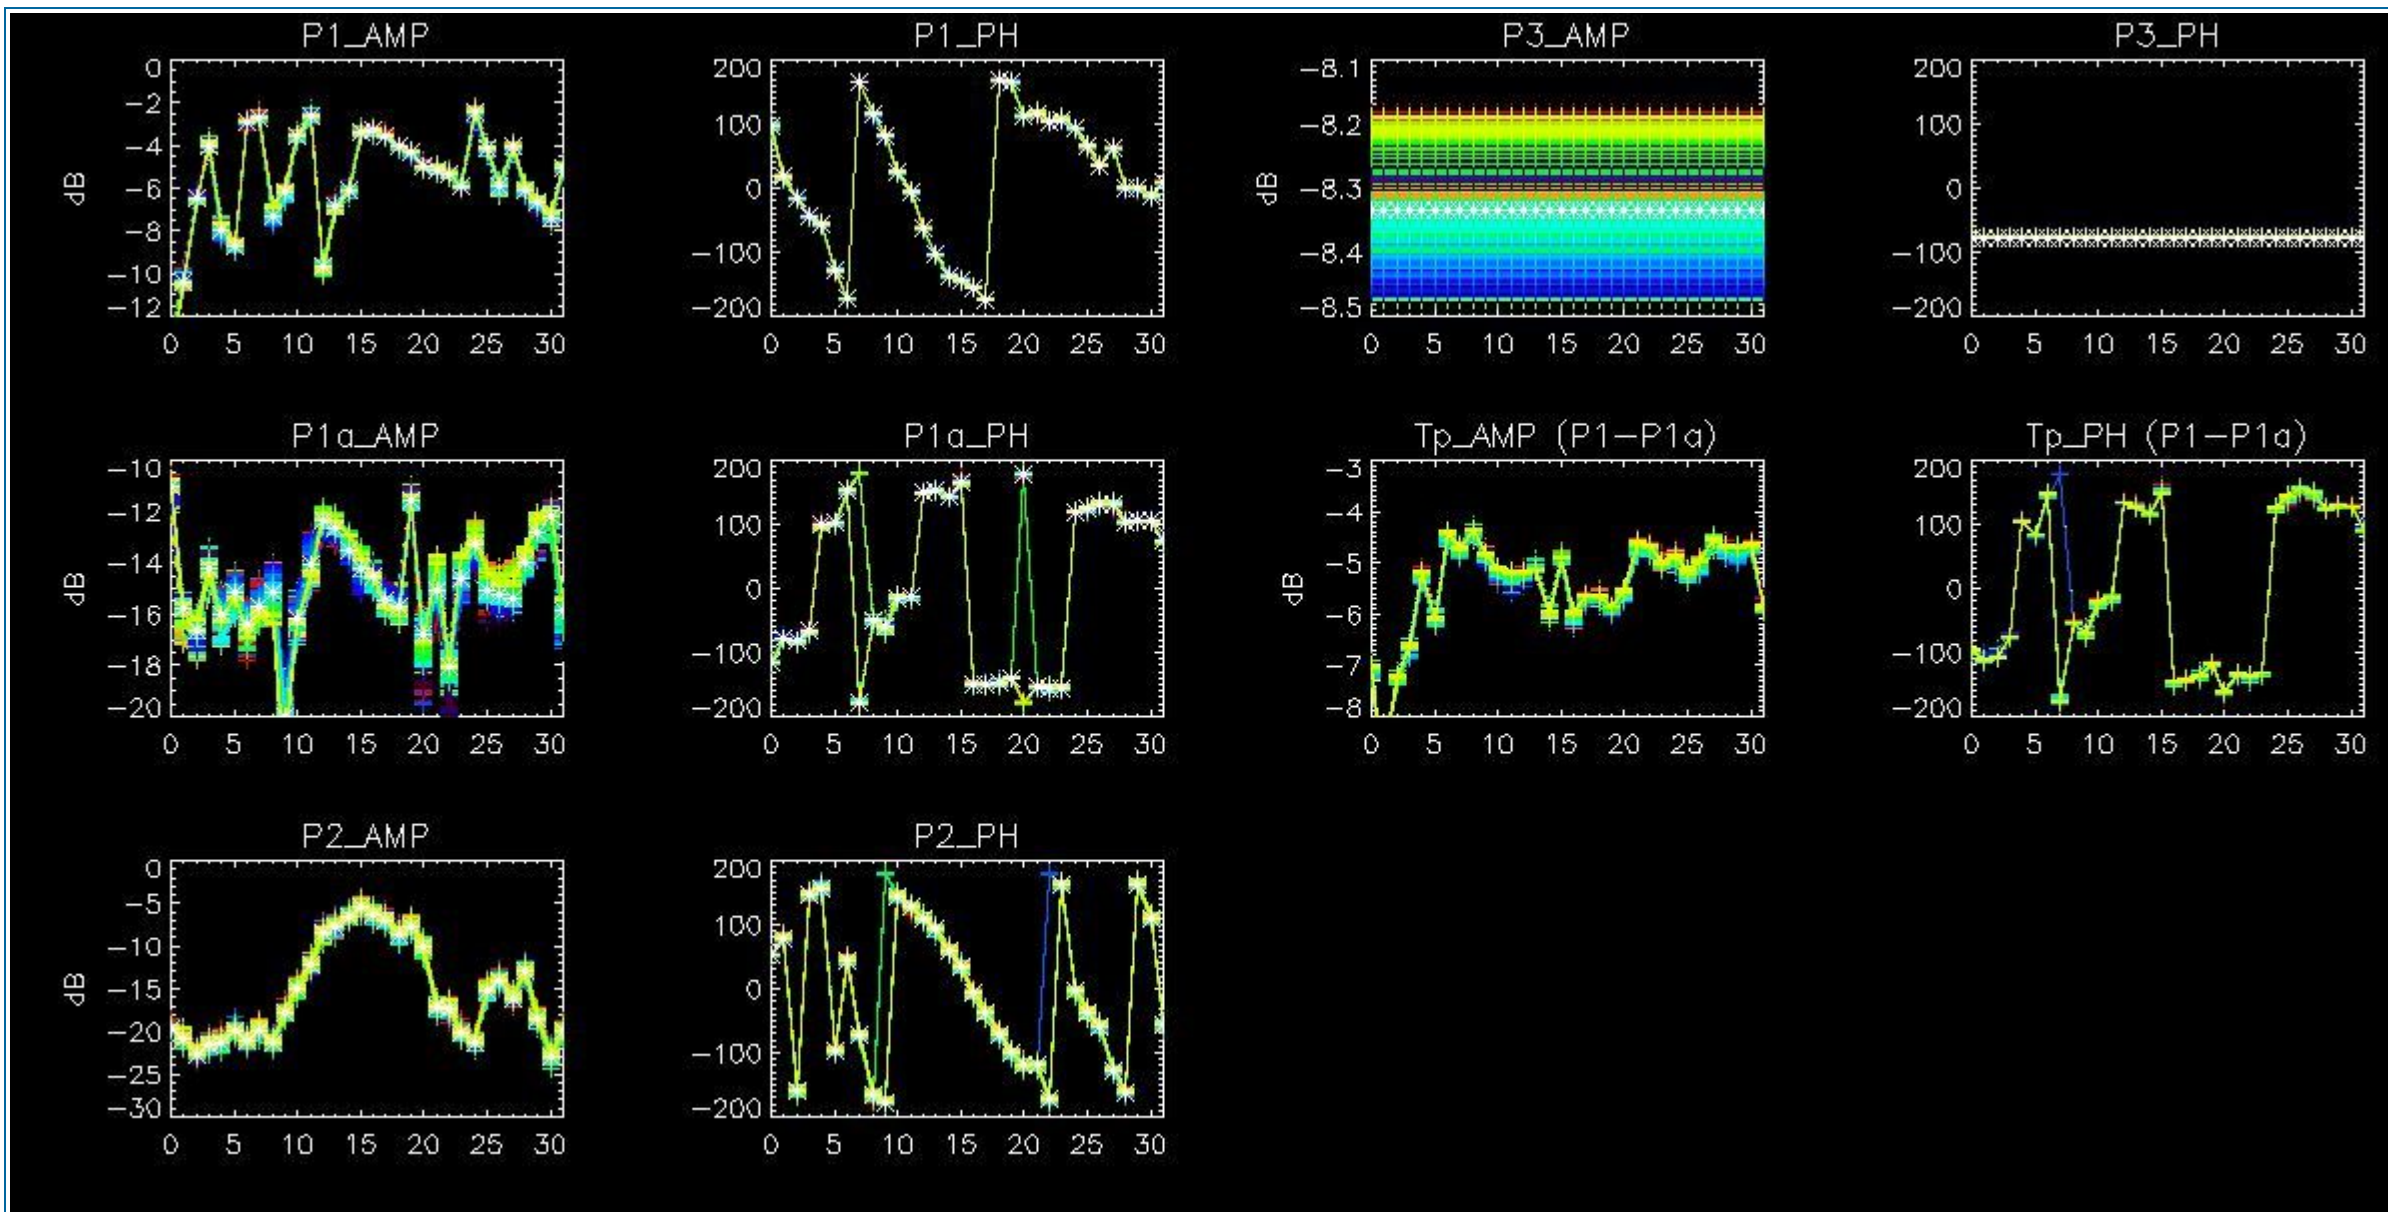 P1_AMP
P1_PH
P3_AMP
P3_PH
0
−2
−4
−6
−8
−10
−12
dB
0 5 10 15 20 25 30
200
100
0
−100
−200
0 5 10 15 20 25 30
−8.1
−8.2
−8.3
−8.4
−8.5
dB
0 5 10 15 20 25 30
200
100
0
−100
−200
0 5 10 15 20 25 30
P1a_AMP
P1a_PH
Tp_AMP (P1−P1a)
Tp_PH (P1−P1a)
−10
−12
−14
−16
−18
−20
dB
0 5 10 15 20 25 30
200
100
0
−100
−200
0 5 10 15 20 25 30
−3
−4
−5
−6
−7
−8
dB
0 5 10 15 20 25 30
200
100
0
−100
−200
0 5 10 15 20 25 30
P2_AMP
P2_PH
0
−5
−10
−15
−20
−25
−30
dB
0 5 10 15 20 25 30
200
100
0
−100
−200
0 5 10 15 20 25 30